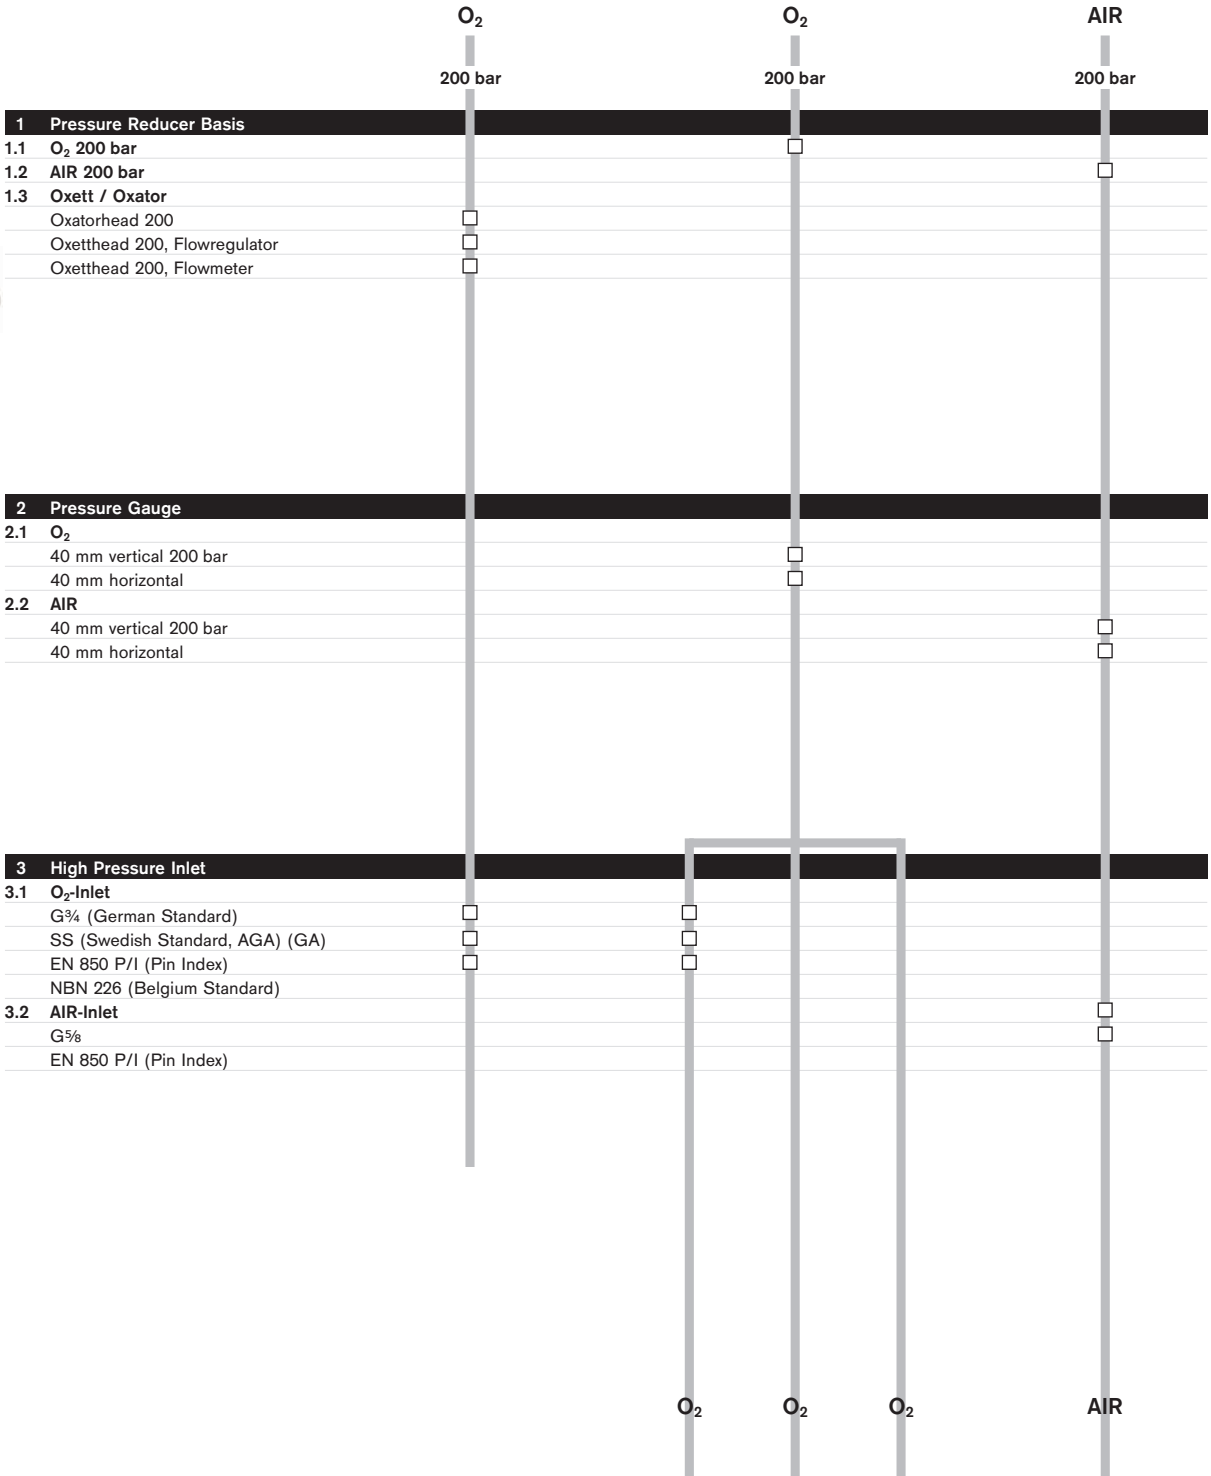 O₂ O₂ AIR
200 bar 200 bar 200 bar
1 Pressure Reducer Basis
1.1 O₂ 200 bar
1.2 AIR 200 bar
1.3 Oxett / Oxator
Oxatorhead 200
Oxetthead 200, Flowregulator
Oxetthead 200, Flowmeter
2 Pressure Gauge
2.1 O₂
40 mm vertical 200 bar
40 mm horizontal
2.2 AIR
40 mm vertical 200 bar
40 mm horizontal
3 High Pressure Inlet
3.1 O₂-Inlet
G¾ (German Standard)
SS (Swedish Standard, AGA) (GA)
EN 850 P/I (Pin Index)
NBN 226 (Belgium Standard)
3.2 AIR-Inlet
G⅝
EN 850 P/I (Pin Index)
O₂ O₂ O₂ AIR